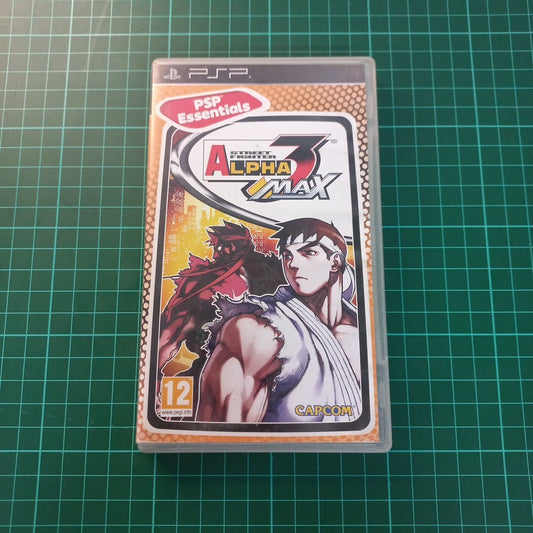 PSP
PSP
Essentials
STREET
FIGHTER
ALPHA 3
MAX
12
www.pegi.info
CAPCOM